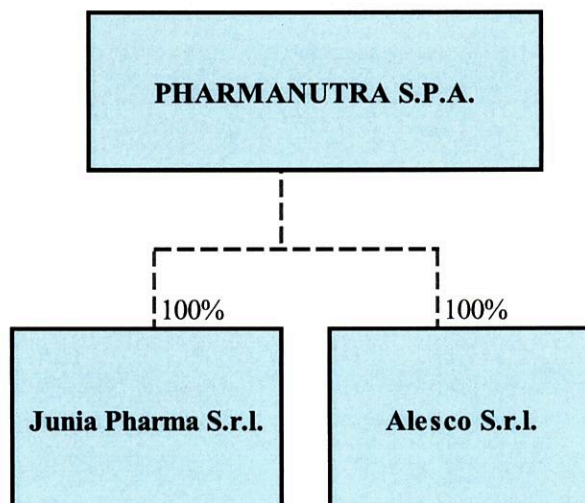 PHARMANUTRA S.P.A.
100%
100%
Junia Pharma S.r.l.
Alesco S.r.l.